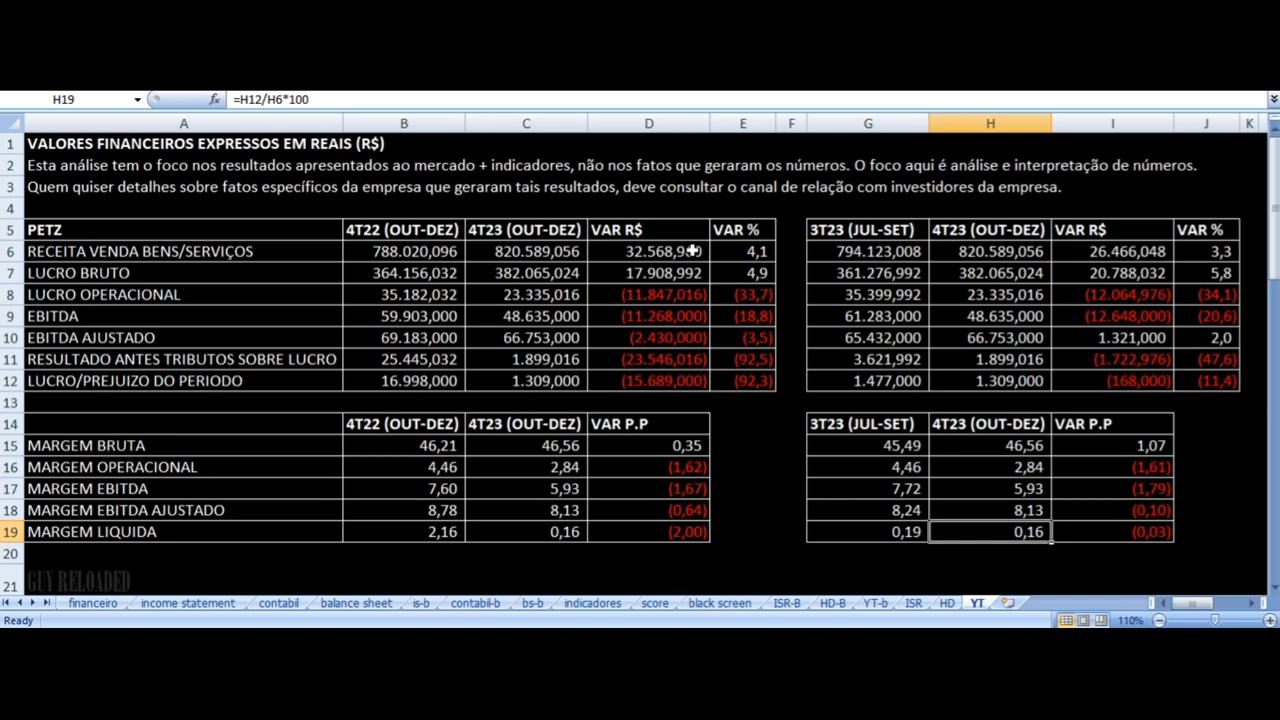 H19 fx =H12/H6*100
A B C D E F G H I J K
1 VALORES FINANCEIROS EXPRESSOS EM REAIS (R$)
2 Esta análise tem o foco nos resultados apresentados ao mercado + indicadores, não nos fatos que geraram os números. O foco aqui é análise e interpretação de números.
3 Quem quiser detalhes sobre fatos específicos da empresa que geraram tais resultados, deve consultar o canal de relação com investidores da empresa.
4
5 PETZ 4T22 (OUT-DEZ) 4T23 (OUT-DEZ) VAR R$ VAR % 3T23 (JUL-SET) 4T23 (OUT-DEZ) VAR R$ VAR %
6 RECEITA VENDA BENS/SERVIÇOS 788.020,096 820.589,056 4,1 794.123,008 820.589,056 26.466,048 3,3
7 LUCRO BRUTO 364.156,032 382.065,024 17.908,992 4,9 361.276,992 382.065,024 20.788,032 5,8
8 LUCRO OPERACIONAL 35.182,032 23.335,016 (11.847,016) (33,7) 35.399,992 23.335,016 (12.064,976) (34,1)
9 EBITDA 59.903,000 48.635,000 (11.268,000) (18,8) 61.283,000 48.635,000 (12.648,000) (20,6)
10 EBITDA AJUSTADO 69.183,000 66.753,000 (2.430,000) (3,5) 65.432,000 66.753,000 1.321,000 2,0
11 RESULTADO ANTES TRIBUTOS SOBRE LUCRO 25.445,032 1.899,016 (23.546,016) (92,5) 3.621,992 1.899,016 (1.722,976) (47,6)
12 LUCRO/PREJUIZO DO PERIODO 16.998,000 1.309,000 (15.689,000) (92,3) 1.477,000 1.309,000 (168,000) (11,4)
13
14 4T22 (OUT-DEZ) 4T23 (OUT-DEZ) VAR P.P 3T23 (JUL-SET) 4T23 (OUT-DEZ) VAR P.P
15 MARGEM BRUTA 46,21 46,56 0,35 45,49 46,56 1,07
16 MARGEM OPERACIONAL 4,46 2,84 (1,62) 4,46 2,84 (1,61)
17 MARGEM EBITDA 7,60 5,93 (1,67) 7,72 5,93 (1,79)
18 MARGEM EBITDA AJUSTADO 8,78 8,13 (0,64) 8,24 8,13 (0,10)
19 MARGEM LIQUIDA 2,16 0,16 (2,00) 0,19 0,16 (0,03)
20
21 GUY RELOADED
financeiro income statement contabil balance sheet is-b contabil-b bs-b indicadores score black screen ISR-B HD-B YT-b ISR HD YT
Ready 110%